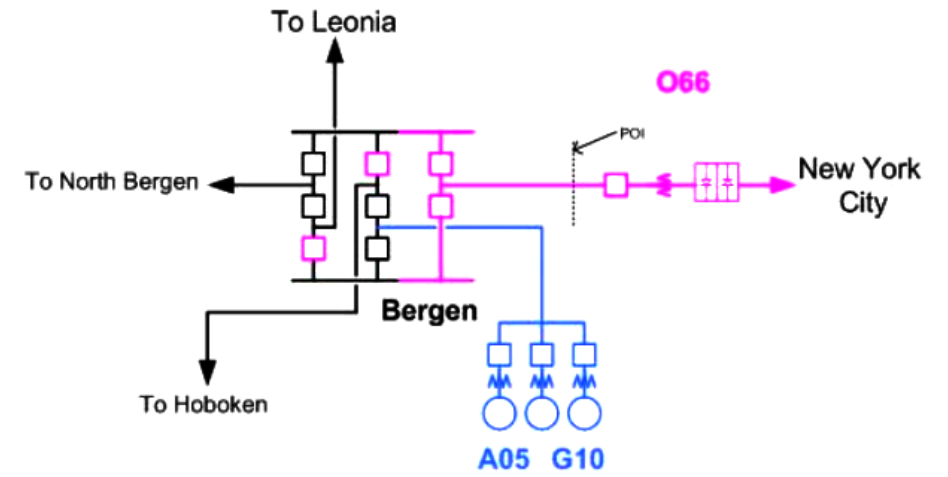 To Leonia
O66
POI
To North Bergen
New York
City
Bergen
To Hoboken
A05 G10